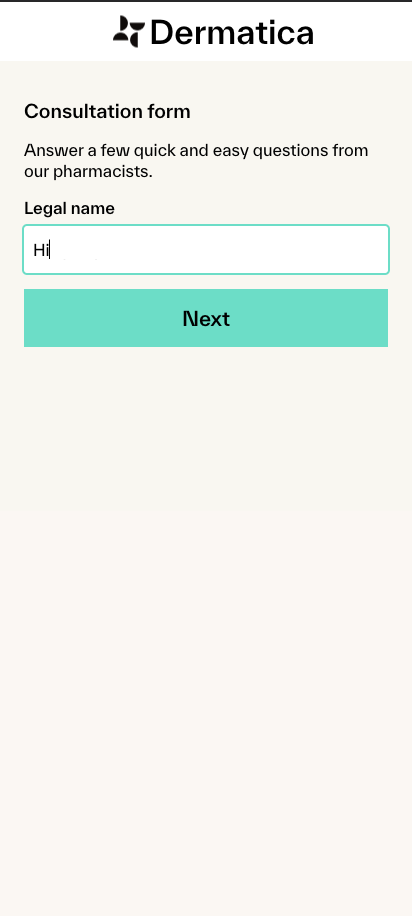 Dermatica
Consultation form
Answer a few quick and easy questions from
our pharmacists.
Legal name
Hi
Next